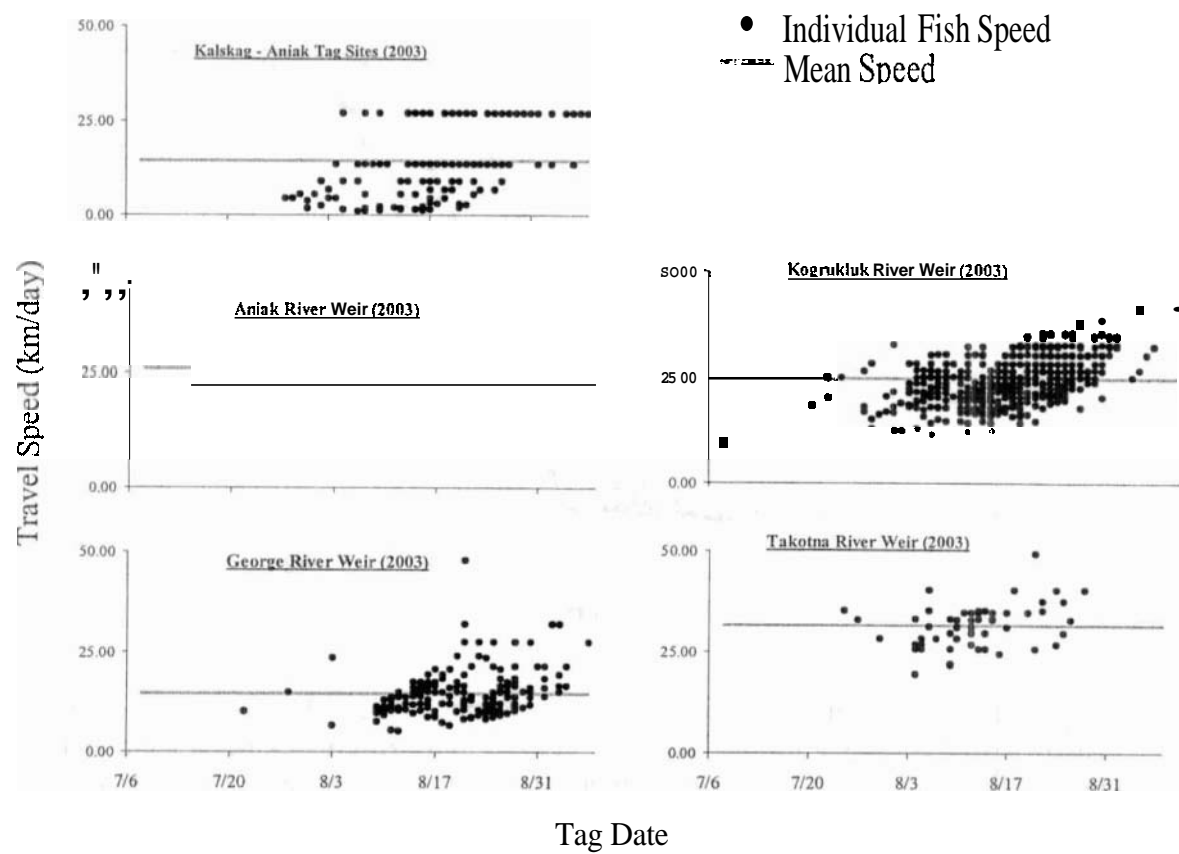 Individual Fish Speed
Mean Speed
Travel Speed (km/day)
Kalskag - Aniak Tag Sites (2003)
50.00
25.00
0.00
Aniak River Weir (2003)
25.00
0.00
Kogrukluk River Weir (2003)
5000
25 00
0.00
George River Weir (2003)
50.00
25.00
0.00
7/6 7/20 8/3 8/17 8/31
Takotna River Weir (2003)
50.00
25.00
0.00
7/6 7/20 8/3 8/17 8/31
Tag Date